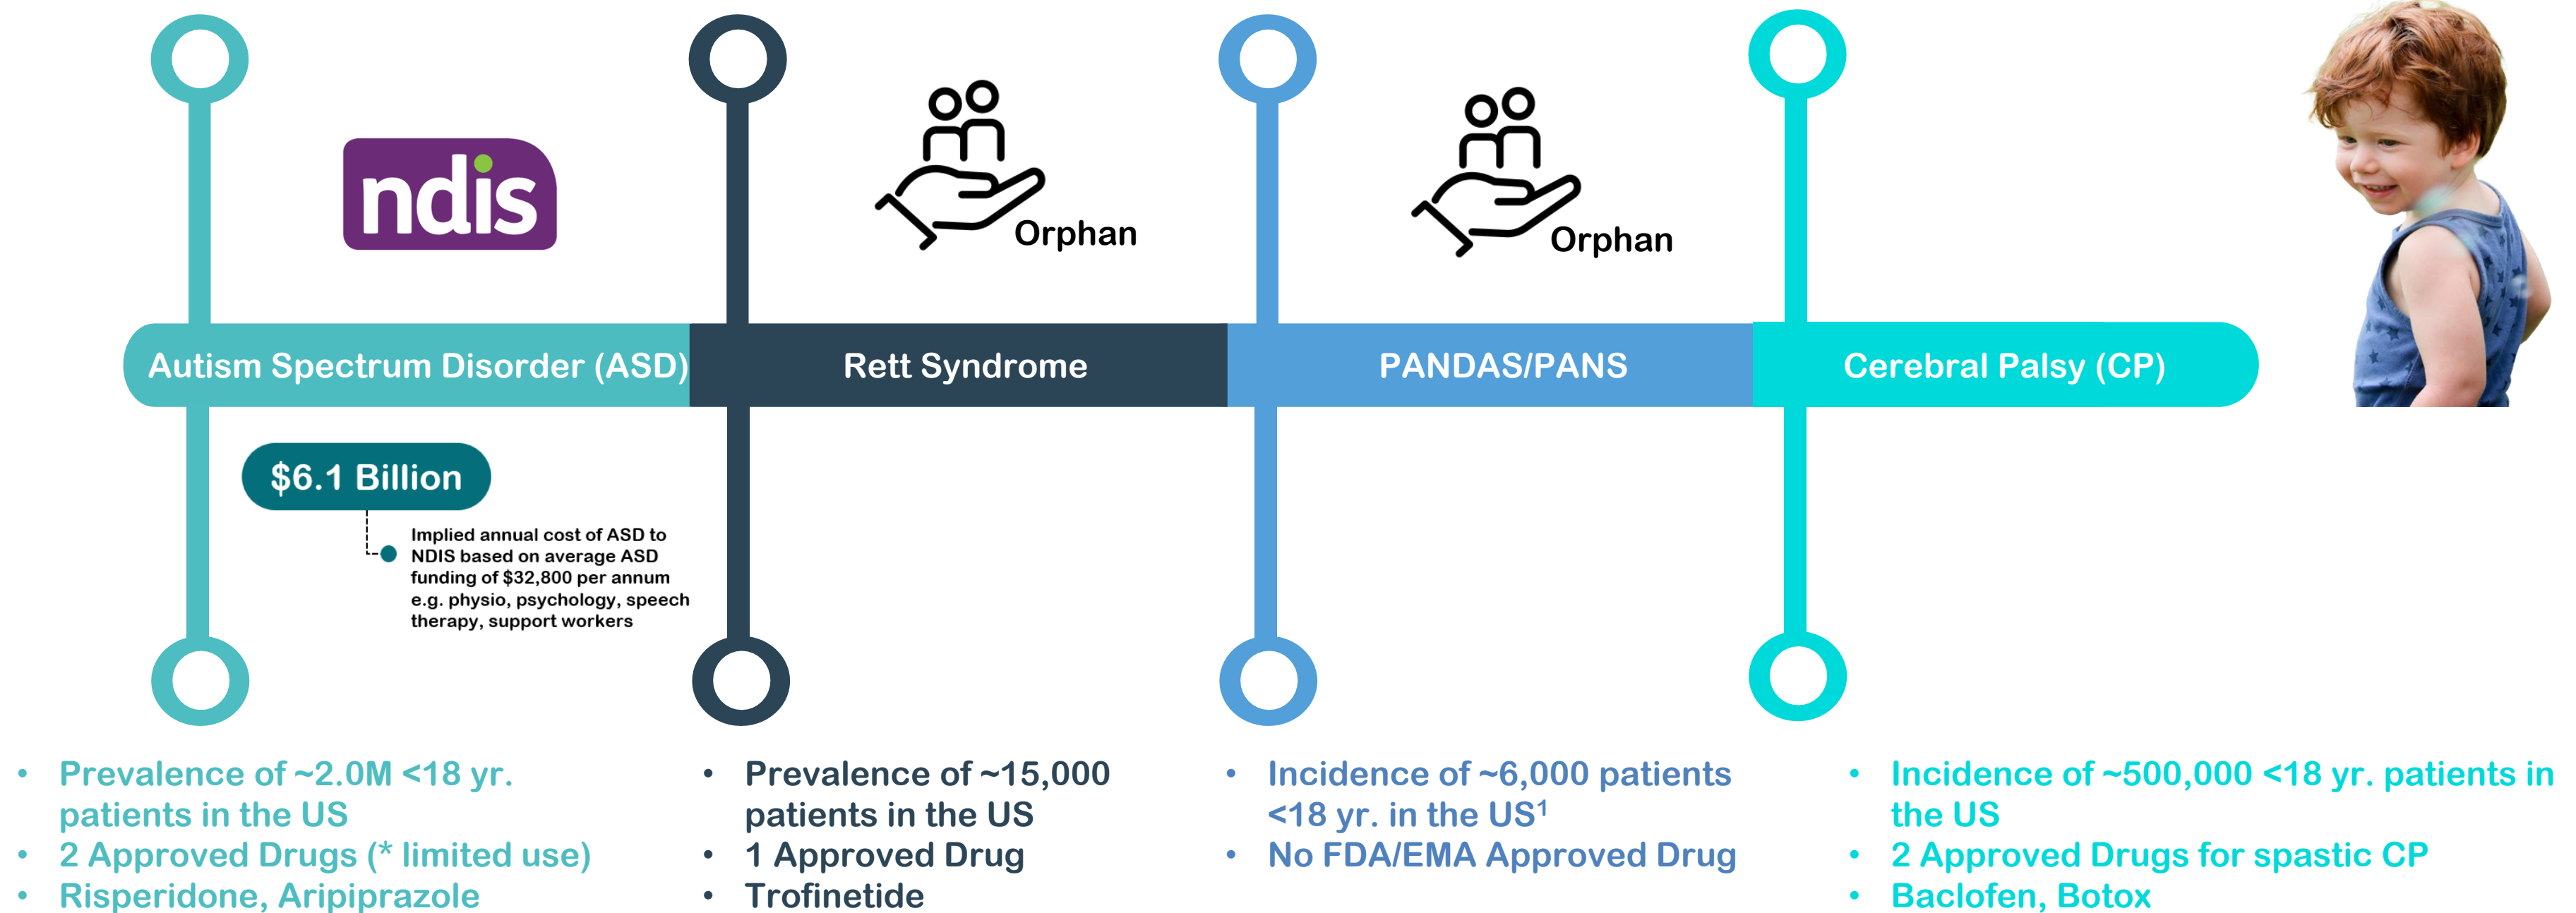 ndis
Orphan
Orphan
Autism Spectrum Disorder (ASD)
Rett Syndrome
PANDAS/PANS
Cerebral Palsy (CP)
$6.1 Billion
Implied annual cost of ASD to
NDIS based on average ASD
funding of $32,800 per annum
e.g. physio, psychology, speech
therapy, support workers
• Prevalence of ~2.0M <18 yr.
patients in the US
• 2 Approved Drugs (* limited use)
• Risperidone, Aripiprazole
• Prevalence of ~15,000
patients in the US
• 1 Approved Drug
• Trofinetide
• Incidence of ~6,000 patients
<18 yr. in the US¹
• No FDA/EMA Approved Drug
• Incidence of ~500,000 <18 yr. patients in
the US
• 2 Approved Drugs for spastic CP
• Baclofen, Botox